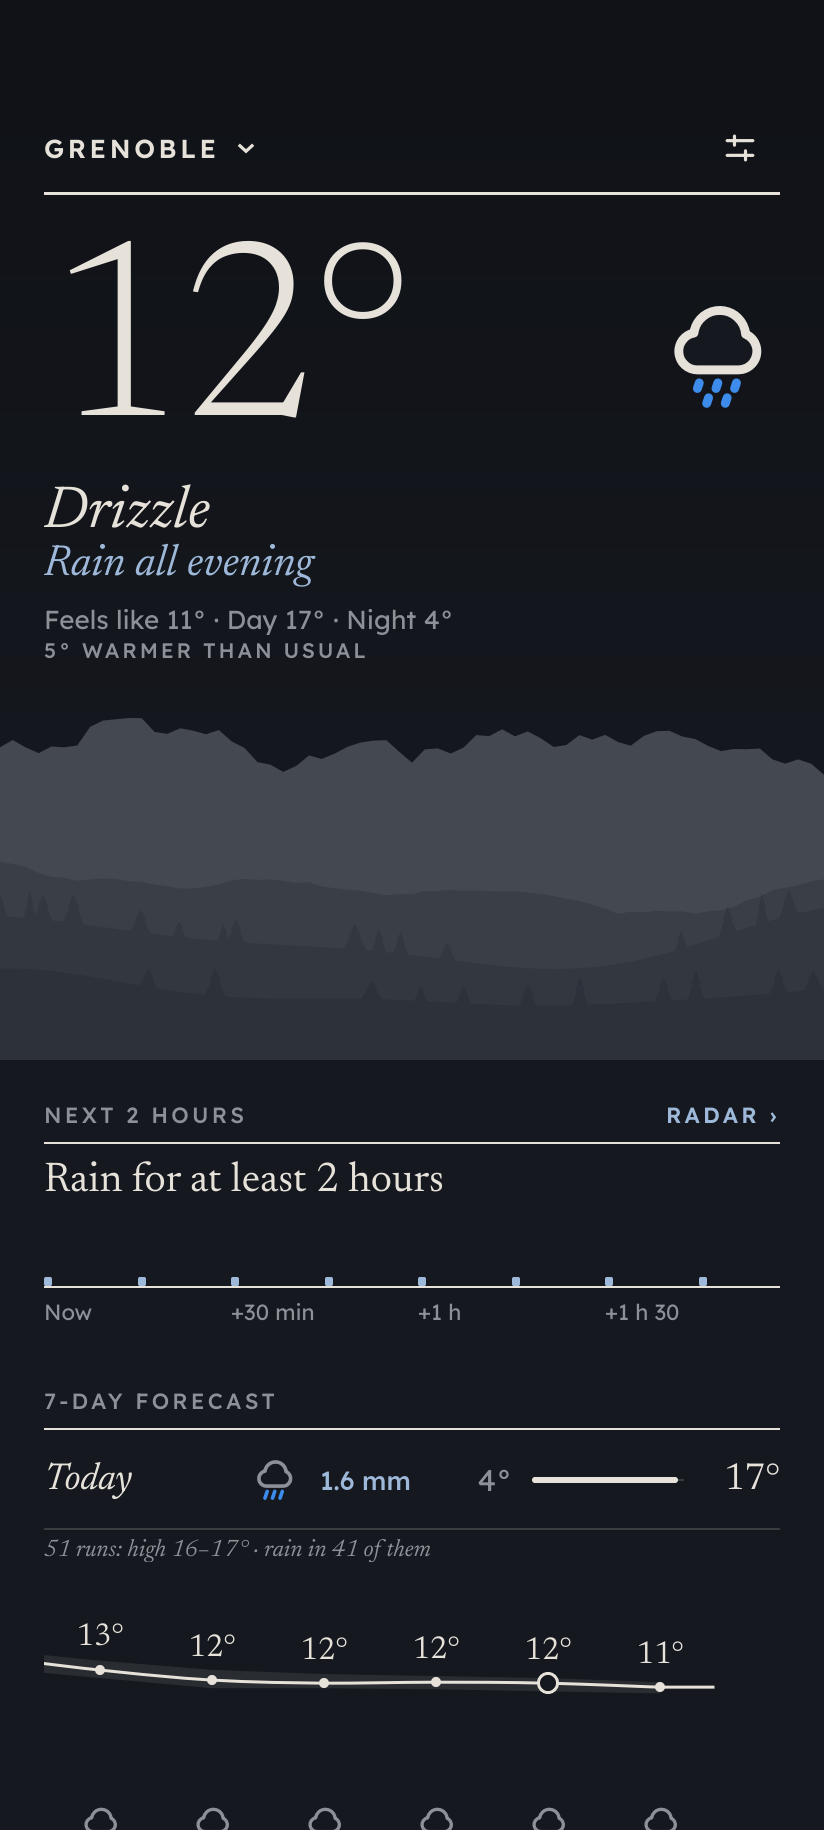 GRENOBLE
12°
Drizzle
Rain all evening
Feels like 11° · Day 17° · Night 4°
5° WARMER THAN USUAL
NEXT 2 HOURS RADAR ›
Rain for at least 2 hours
Now +30 min +1 h +1 h 30
7-DAY FORECAST
Today 1.6 mm 4° 17°
51 runs: high 16–17° · rain in 41 of them
13° 12° 12° 12° 12° 11°